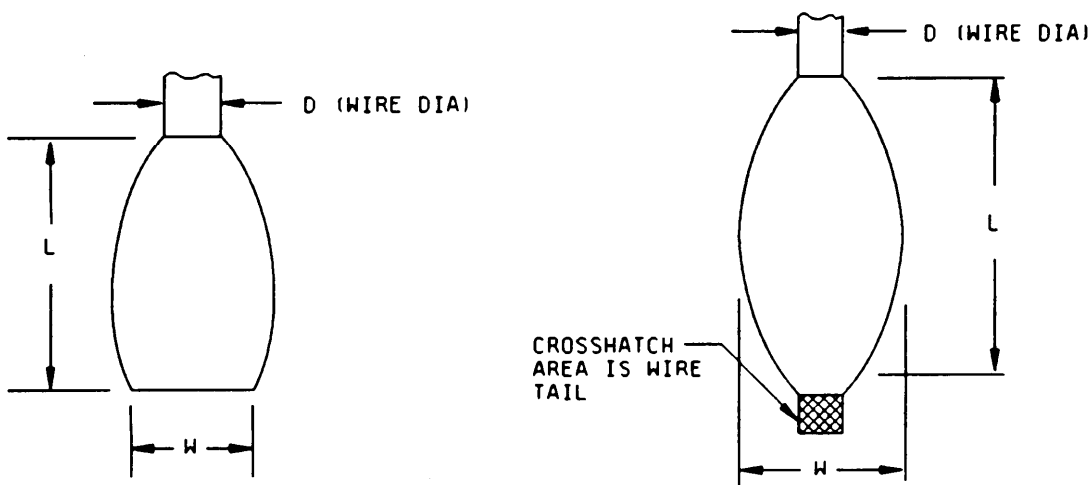 D (WIRE DIA)
L
W
D (WIRE DIA)
L
CROSSHATCH
AREA IS WIRE
TAIL
W